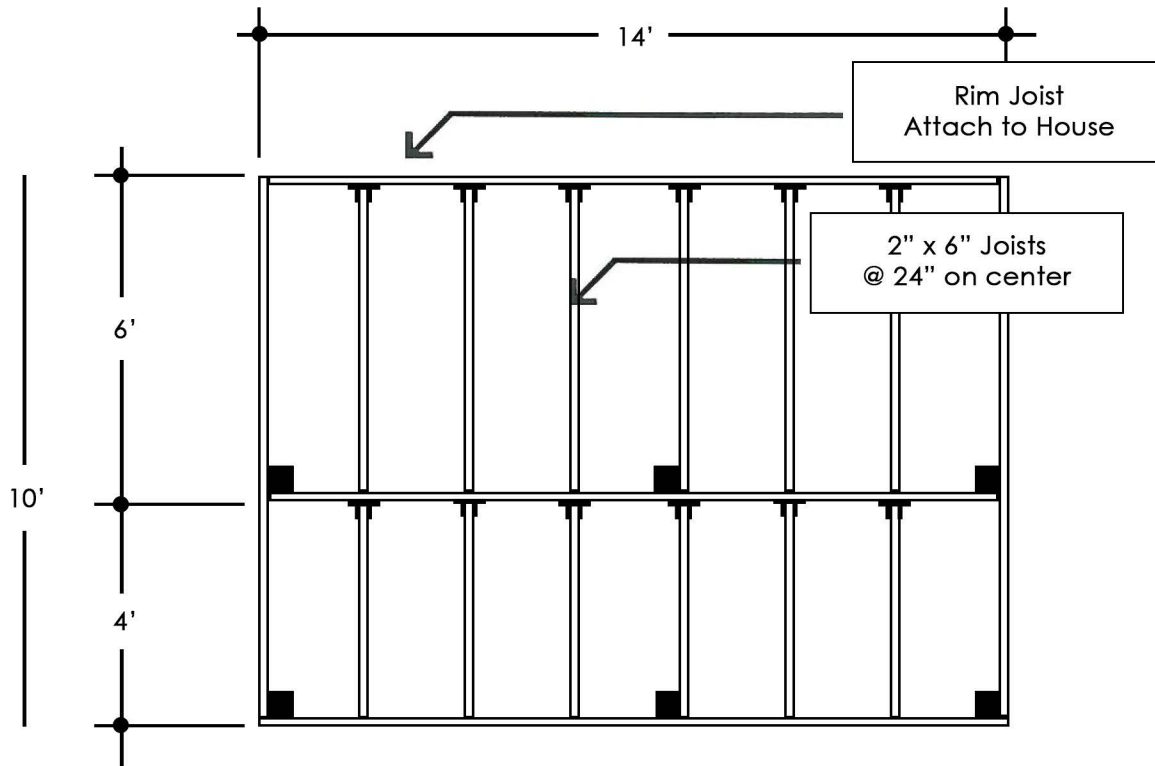 14’
Rim Joist
Attach to House
2” x 6” Joists
@ 24” on center
6’
10’
4’